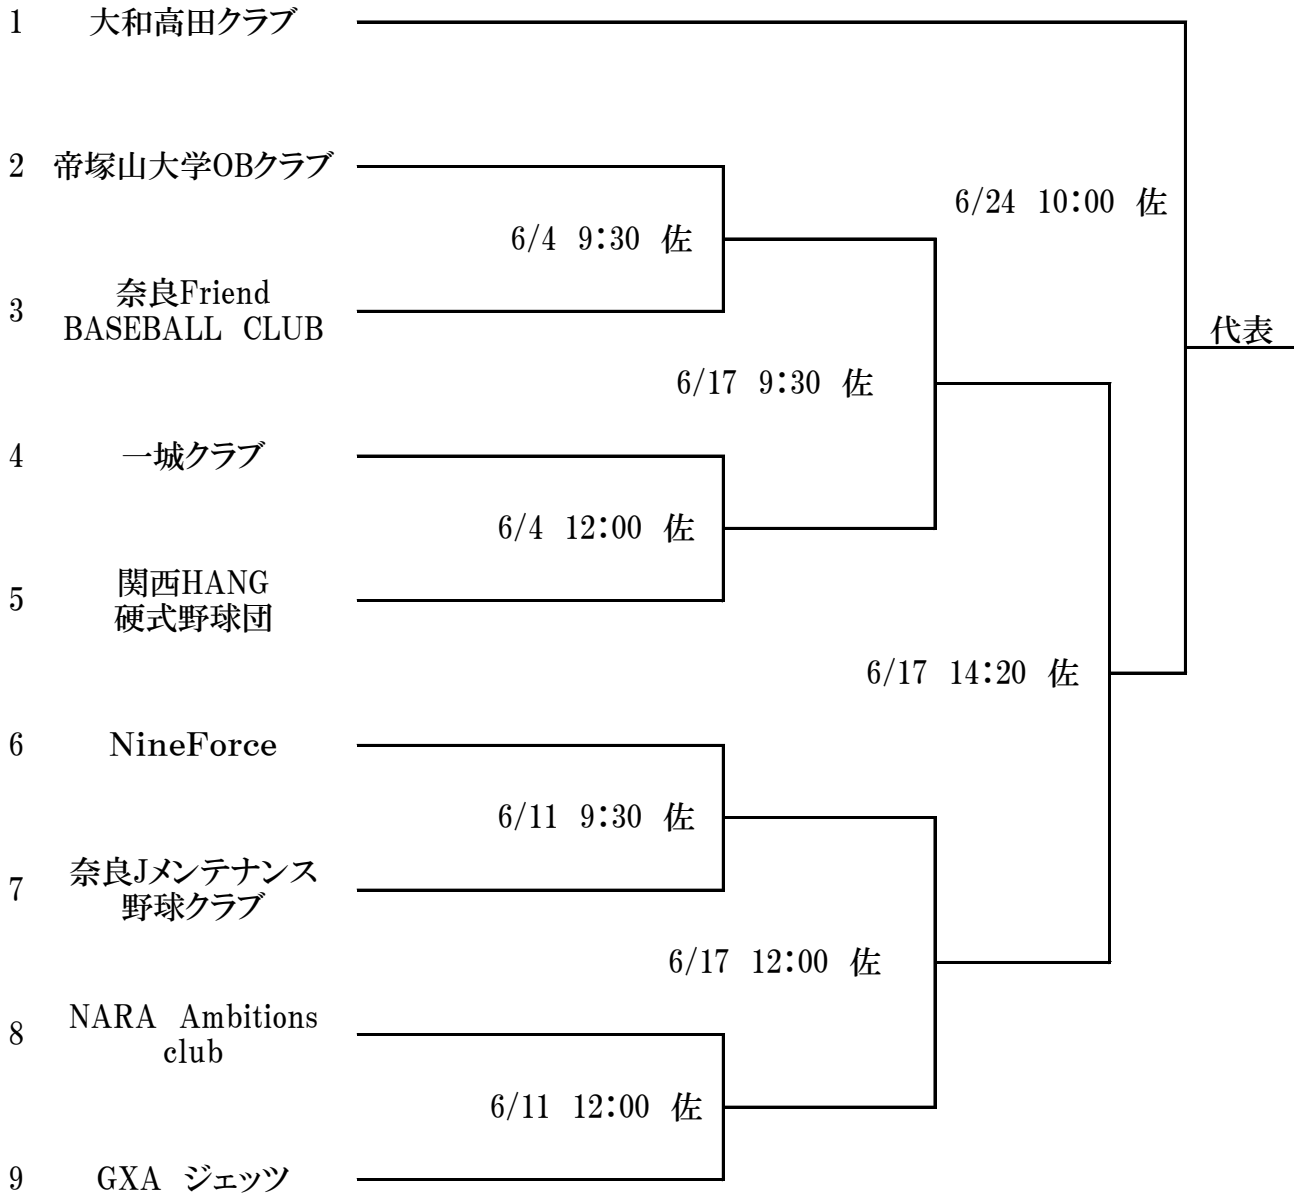 1 大和高田クラブ
2 帝塚山大学OBクラブ
6/24 10:00 佐
6/4 9:30 佐
3 奈良Friend
BASEBALL CLUB
代表
6/17 9:30 佐
4 一城クラブ
6/4 12:00 佐
5 関西HANG
硬式野球団
6/17 14:20 佐
6 NineForce
6/11 9:30 佐
7 奈良Jメンテナンス
野球クラブ
6/17 12:00 佐
8 NARA Ambitions
club
6/11 12:00 佐
9 GXA ジェッツ